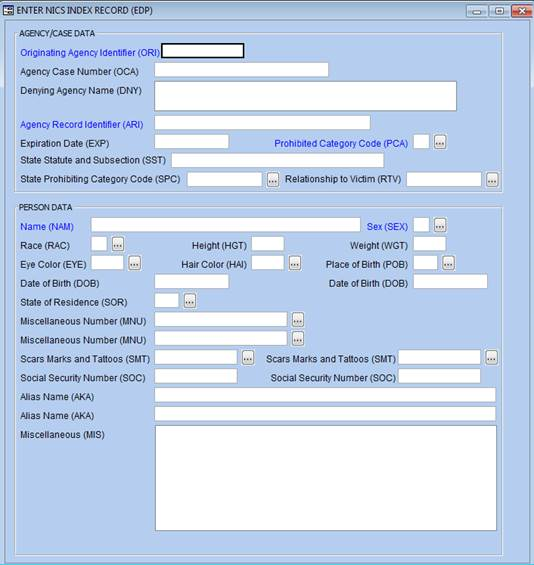 ENTER NICS INDEX RECORD (EDP)
AGENCY/CASE DATA
Originating Agency Identifier (ORI)
Agency Case Number (OCA)
Denying Agency Name (DNY)
Agency Record Identifier (ARI)
Expiration Date (EXP) Prohibited Category Code (PCA) ...
State Statute and Subsection (SST)
State Prohibiting Category Code (SPC) ... Relationship to Victim (RTV) ...
PERSON DATA
Name (NAM) Sex (SEX) ...
Race (RAC) ... Height (HGT) Weight (WGT)
Eye Color (EYE) ... Hair Color (HAI) ... Place of Birth (POB) ...
Date of Birth (DOB) Date of Birth (DOB)
State of Residence (SOR) ...
Miscellaneous Number (MNU) ...
Miscellaneous Number (MNU) ...
Scars Marks and Tattoos (SMT) ... Scars Marks and Tattoos (SMT) ...
Social Security Number (SOC) Social Security Number (SOC)
Alias Name (AKA)
Alias Name (AKA)
Miscellaneous (MIS)